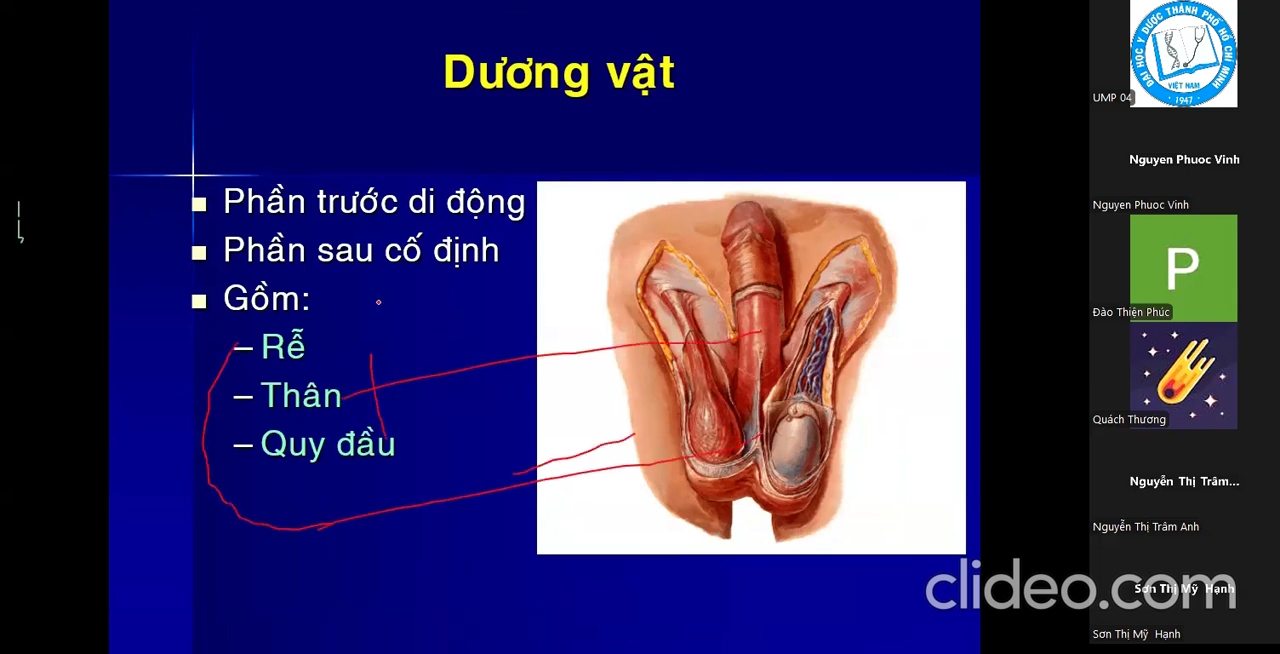 Dương vật
Phần trước di động
Phần sau cố định
Gồm:
– Rễ
– Thân
– Quy đầu
ĐẠI HỌC Y DƯỢC THÀNH PHỐ HỒ CHÍ MINH
VIỆT NAM
1947
UMP 04
Nguyen Phuoc Vinh
Nguyen Phuoc Vinh
P
Đào Thiện Phúc
Quách Thương
Nguyễn Thị Trâm...
Nguyễn Thị Trâm Anh
Sơn Thị Mỹ Hạnh
Sơn Thị Mỹ Hạnh
clideo.com